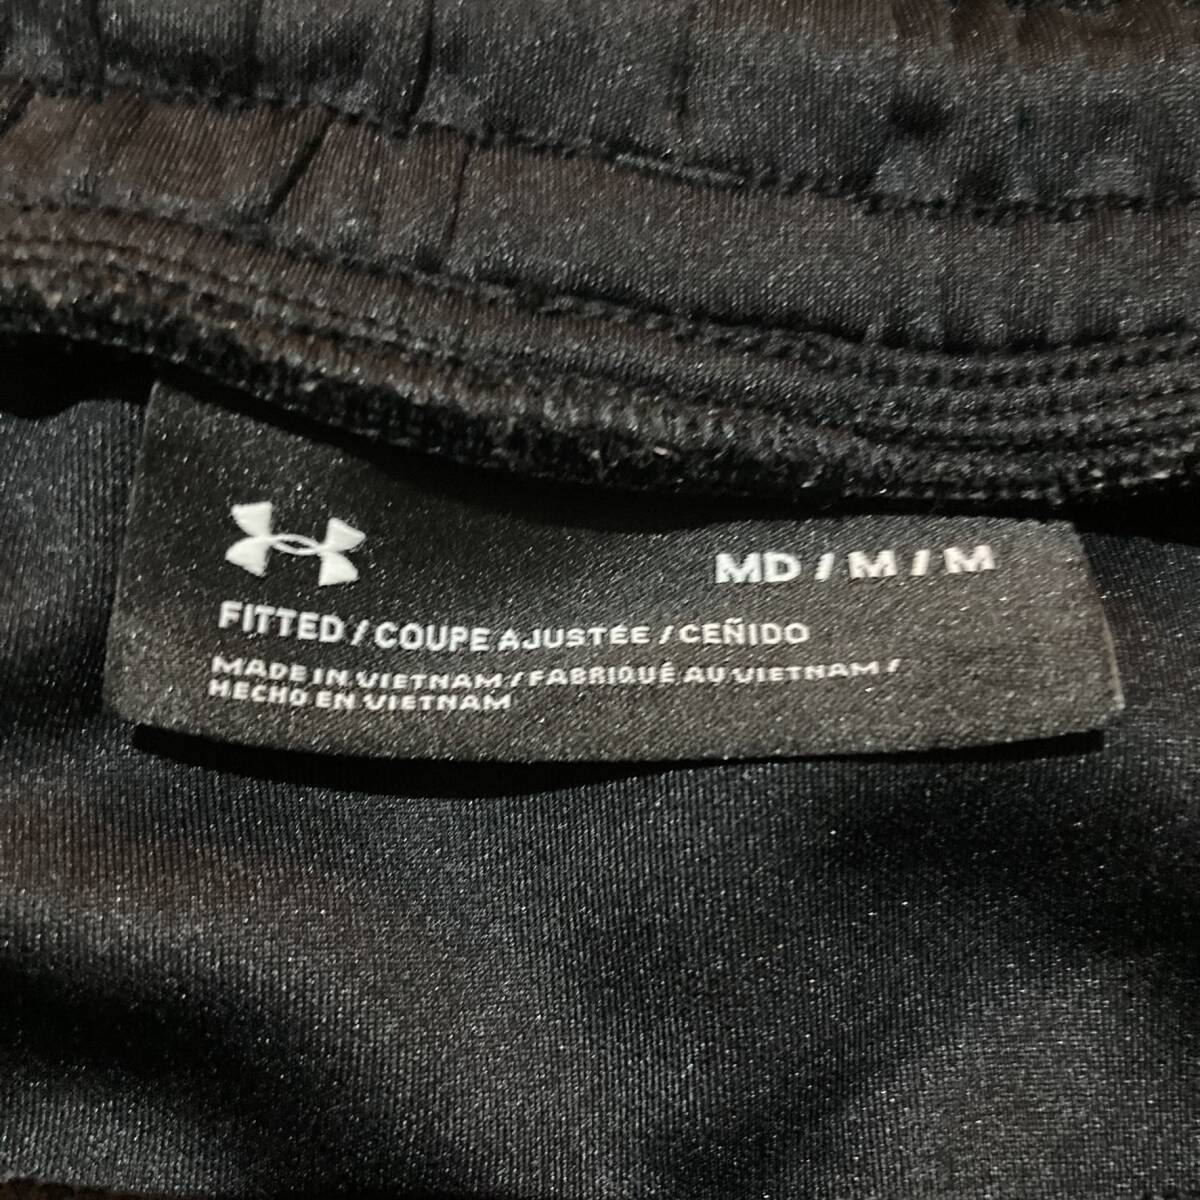 MD / M / M
FITTED / COUPE AJUSTÉE / CEÑIDO
MADE IN VIETNAM / FABRIQUÉ AU VIETNAM /
HECHO EN VIETNAM